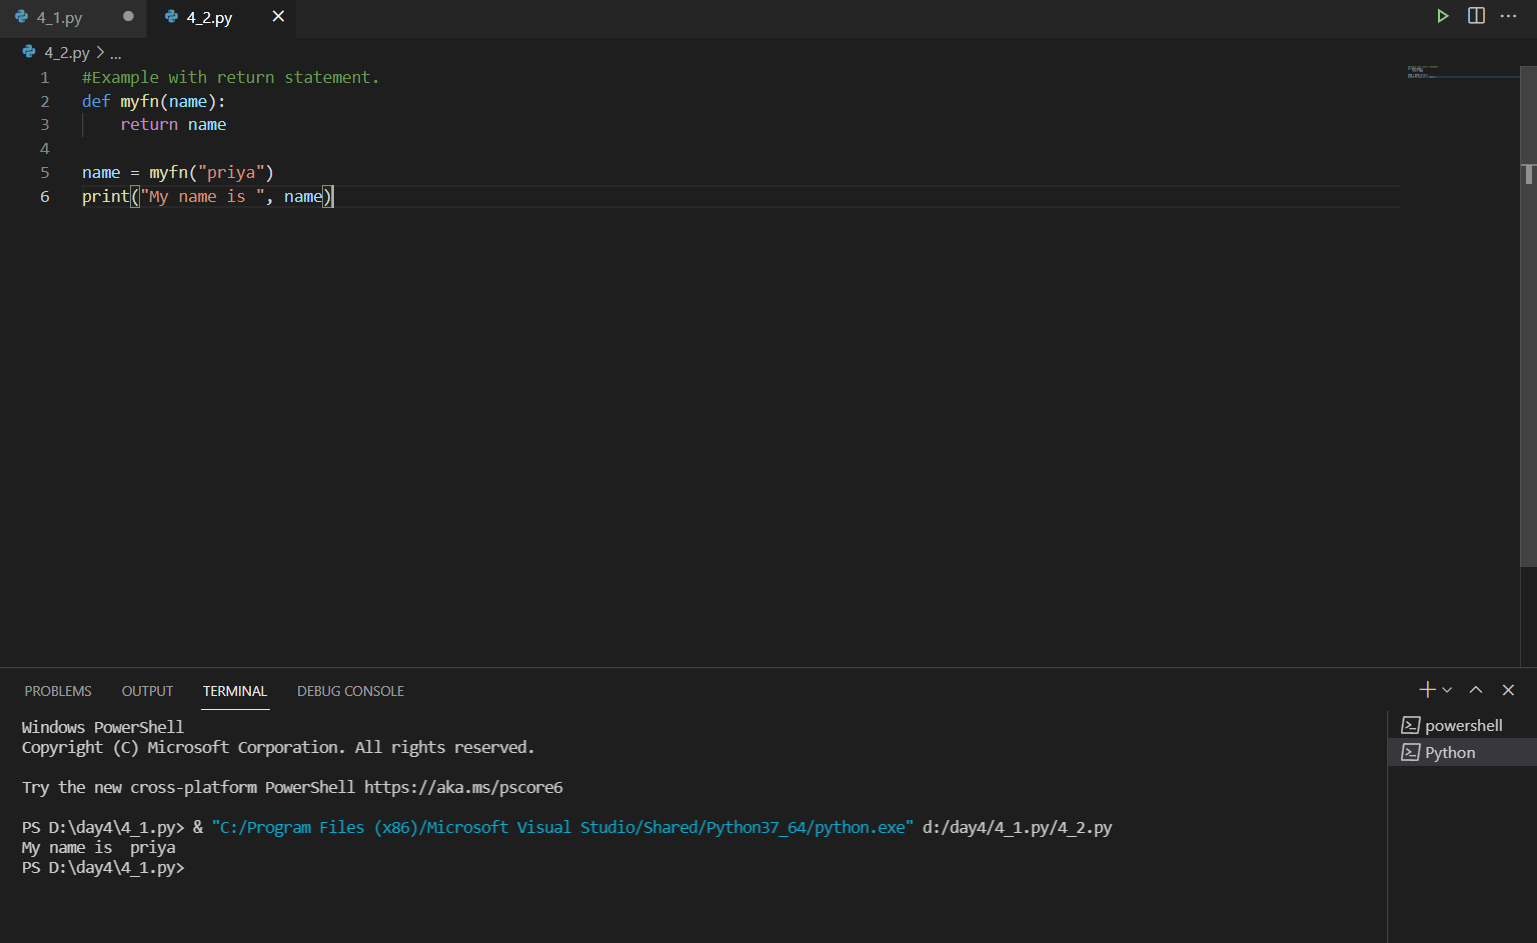 4_1.py 4_2.py
4_2.py > ...
1 #Example with return statement.
2 def myfn(name):
3     return name
4
5 name = myfn("priya")
6 print("My name is ", name)
PROBLEMS OUTPUT TERMINAL DEBUG CONSOLE
Windows PowerShell
Copyright (C) Microsoft Corporation. All rights reserved.
Try the new cross-platform PowerShell https://aka.ms/pscore6
PS D:\day4\4_1.py> & "C:/Program Files (x86)/Microsoft Visual Studio/Shared/Python37_64/python.exe" d:/day4/4_1.py/4_2.py
My name is  priya
PS D:\day4\4_1.py>
powershell
Python